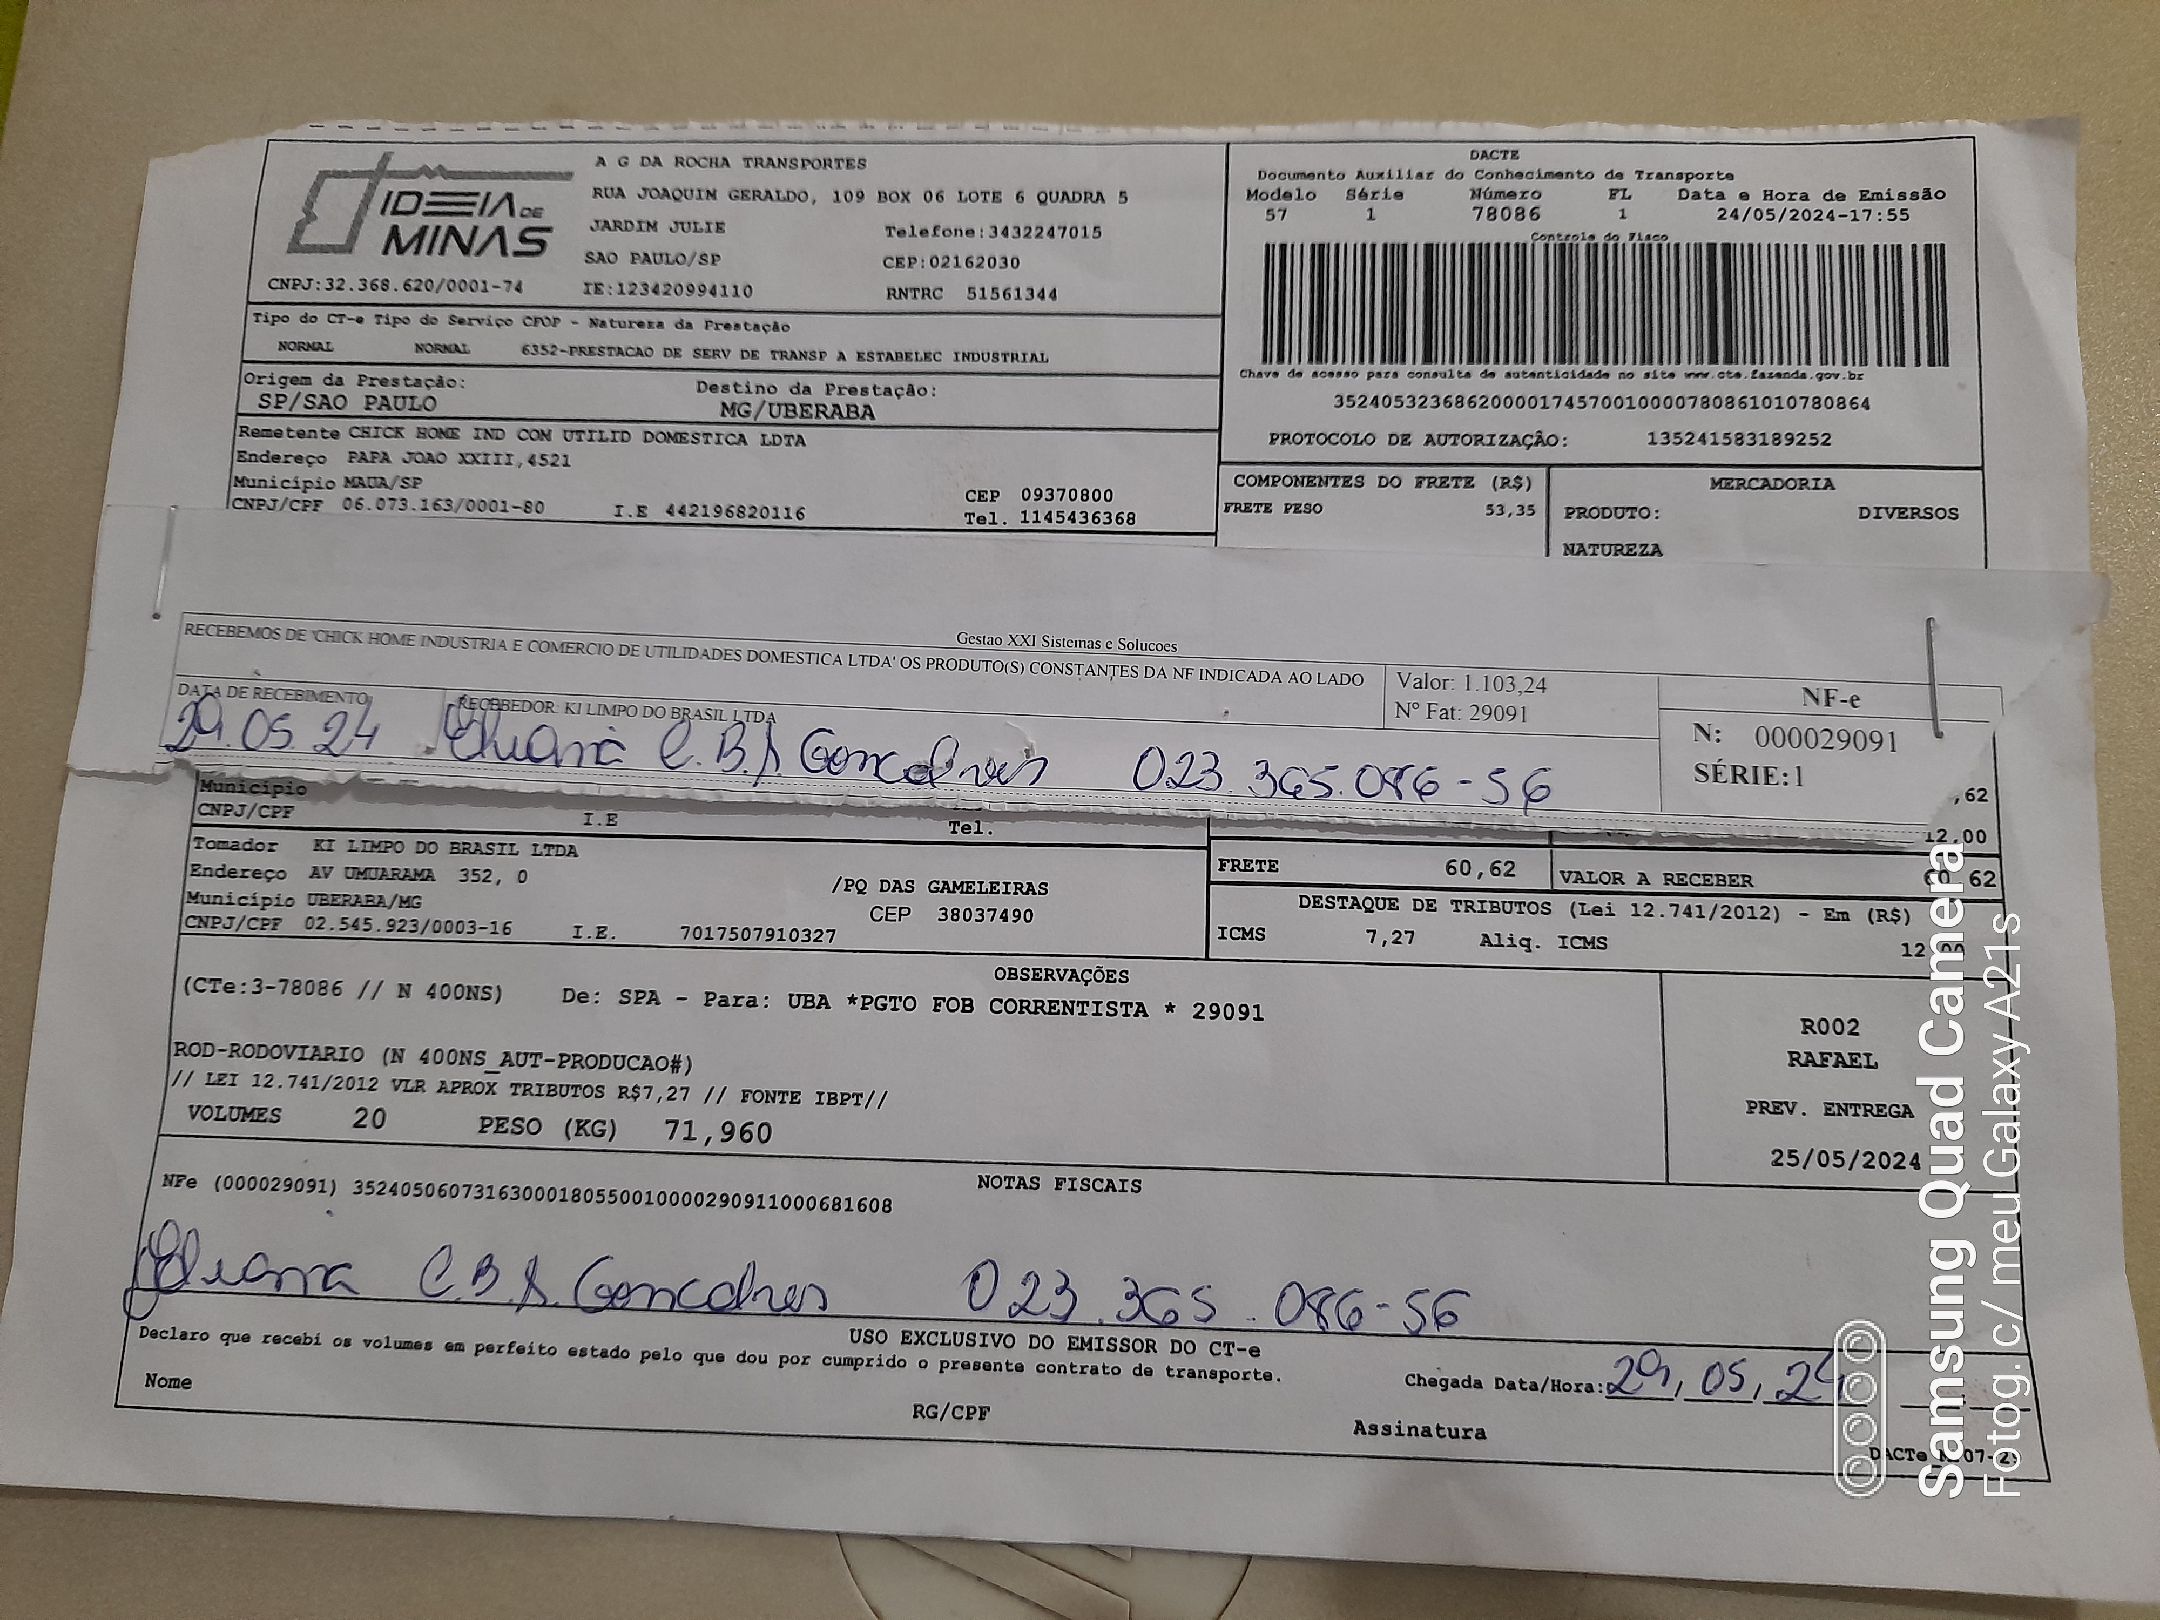 IDEIA DE MINAS
A G DA ROCHA TRANSPORTES
RUA JOAQUIM GERALDO, 109 BOX 06 LOTE 6 QUADRA 5
JARDIM JULIE Telefone:3432247015
SAO PAULO/SP CEP:02162030
CNPJ:32.368.620/0001-74 IE:123420994110 RNTRC 51561344
DACTE
Documento Auxiliar do Conhecimento de Transporte
Modelo Série Número FL Data e Hora de Emissão
57 1 78086 1 24/05/2024-17:55
Controle do Fisco
Chave de acesso para consulta de autenticidade no site www.cte.fazenda.gov.br
35240532368620000174570010000780861010780864
PROTOCOLO DE AUTORIZAÇÃO: 135241583189252
Tipo do CT-e Tipo do Serviço CFOP - Natureza da Prestação
NORMAL NORMAL 6352-PRESTACAO DE SERV DE TRANSP A ESTABELEC INDUSTRIAL
Origem da Prestação: Destino da Prestação:
SP/SAO PAULO MG/UBERABA
Remetente CHICK HOME IND COM UTILID DOMESTICA LDTA
Endereço PAPA JOAO XXIII,4521
Município MAUA/SP CEP 09370800
CNPJ/CPF 06.073.163/0001-80 I.E 442196820116 Tel. 1145436368
COMPONENTES DO FRETE (R$) MERCADORIA
FRETE PESO 53,35 PRODUTO: DIVERSOS
NATUREZA
Gestao XXI Sistemas e Solucoes
RECEBEMOS DE 'CHICK HOME INDUSTRIA E COMERCIO DE UTILIDADES DOMESTICA LTDA' OS PRODUTO(S) CONSTANTES DA NF INDICADA AO LADO
Valor: 1.103,24
Nº Fat: 29091
NF-e
N: 000029091
SÉRIE:1
DATA DE RECEBIMENTO RECEBEDOR: KI LIMPO DO BRASIL LTDA
29.05.24 C.B.S. Goncalves 023.365.086-56
,62
12,00
Município
CNPJ/CPF I.E Tel.
Tomador KI LIMPO DO BRASIL LTDA
Endereço AV UMUARAMA 352, 0 /PQ DAS GAMELEIRAS
Município UBERABA/MG CEP 38037490
CNPJ/CPF 02.545.923/0003-16 I.E. 7017507910327
FRETE 60,62 VALOR A RECEBER 60,62
DESTAQUE DE TRIBUTOS (Lei 12.741/2012) - Em (R$)
ICMS 7,27 Aliq. ICMS 12,00
OBSERVAÇÕES
(CTe:3-78086 // N 400NS) De: SPA - Para: UBA *PGTO FOB CORRENTISTA * 29091
ROD-RODOVIARIO (N 400NS_AUT-PRODUCAO#)
// LEI 12.741/2012 VLR APROX TRIBUTOS R$7,27 // FONTE IBPT//
VOLUMES 20 PESO (KG) 71,960
R002
RAFAEL
PREV. ENTREGA
25/05/2024
NOTAS FISCAIS
NFe (000029091) 35240506073163000180550010000290911000681608
C.B.S. Goncalves 023.365.086-56
USO EXCLUSIVO DO EMISSOR DO CT-e
Declaro que recebi os volumes em perfeito estado pelo que dou por cumprido o presente contrato de transporte.
Nome RG/CPF Assinatura
Chegada Data/Hora: 29, 05, 24
Samsung Quad Camera
Fotog. c/ meu Galaxy A21s